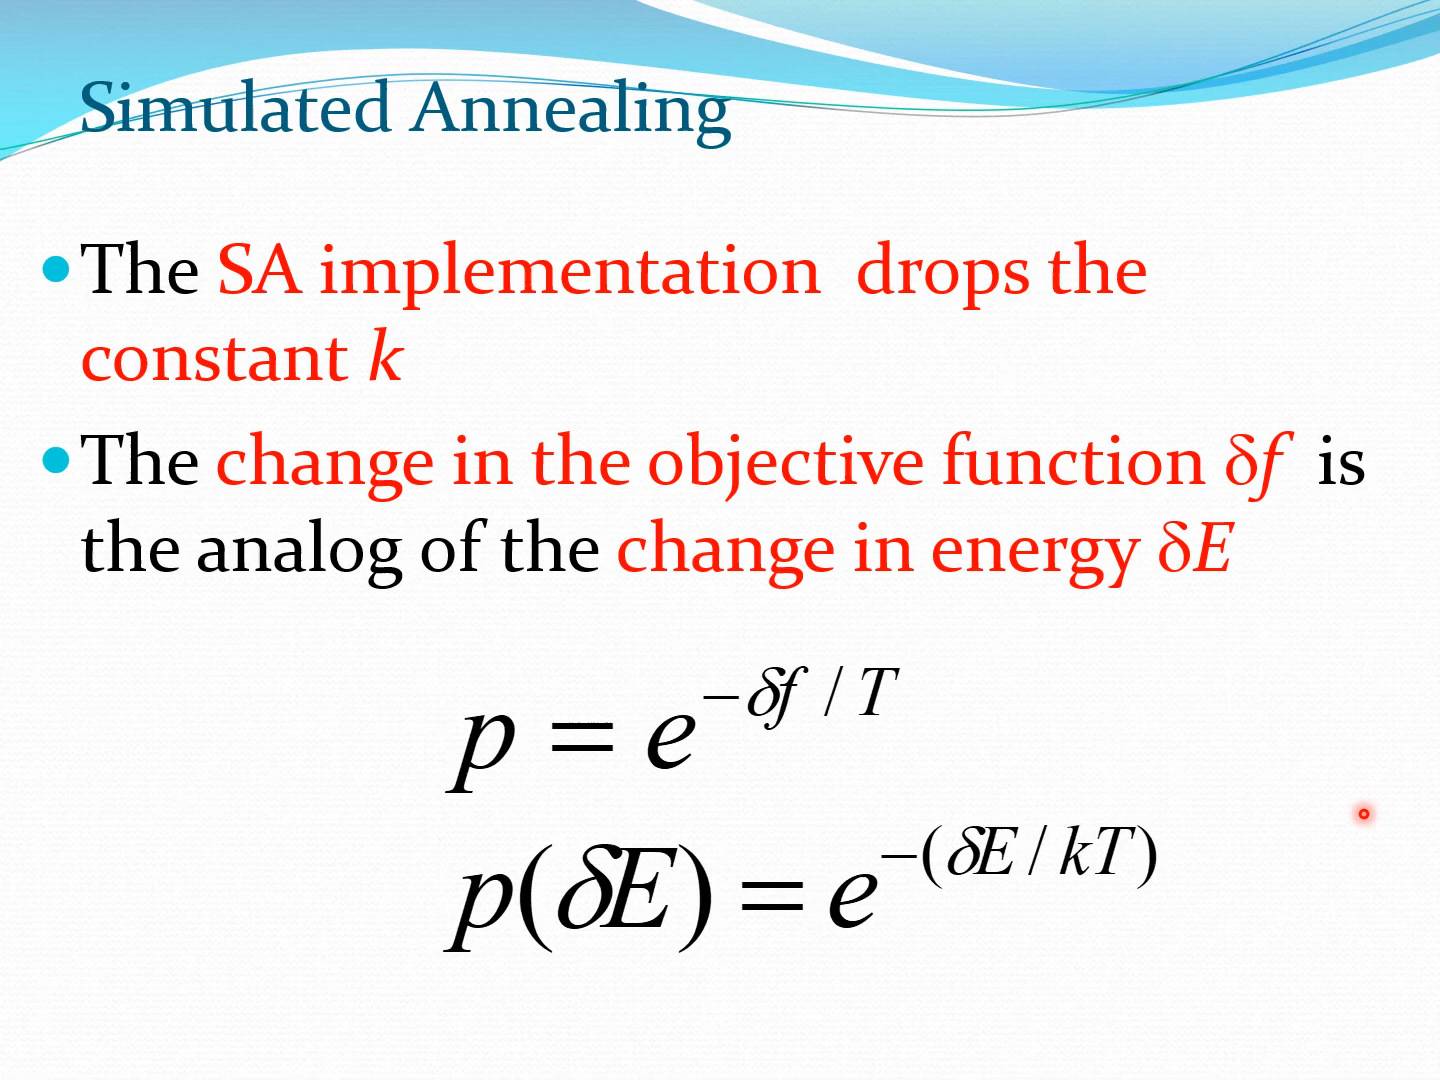 Simulated Annealing
• The SA implementation drops the
constant k
• The change in the objective function δf is
the analog of the change in energy δE
p = e^{−δf / T}
p(δE) = e^{−(δE / kT)}